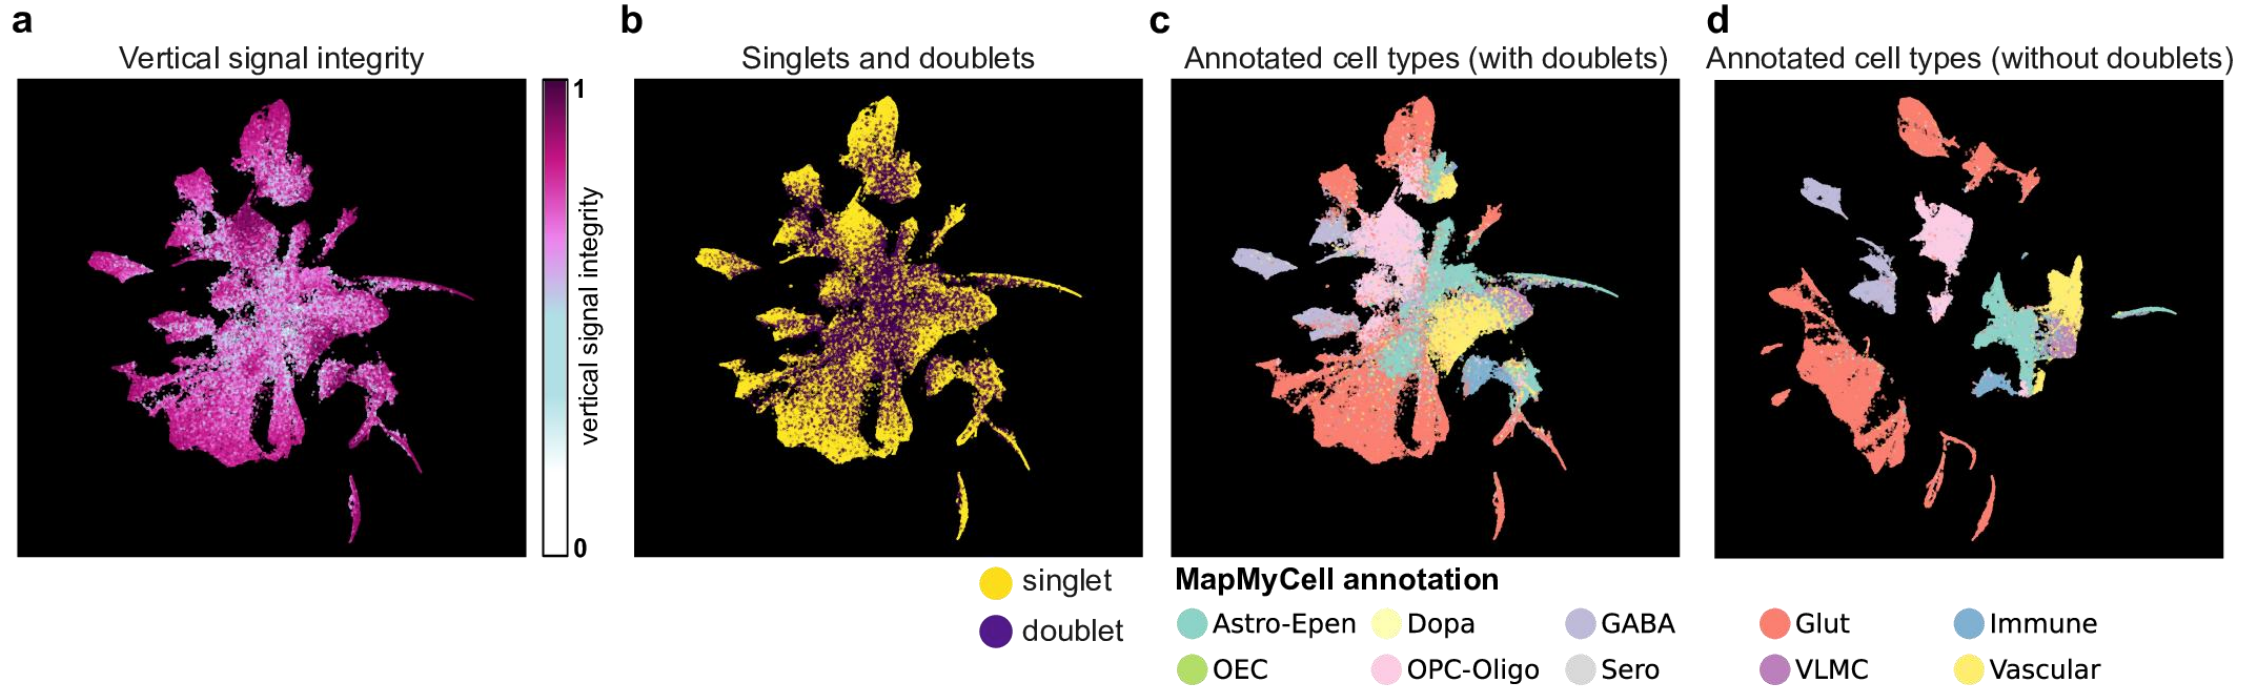 a
Vertical signal integrity
1
vertical signal integrity
0
b
Singlets and doublets
singlet
doublet
c
Annotated cell types (with doublets)
d
Annotated cell types (without doublets)
MapMyCell annotation
Astro-Epen Dopa GABA Glut Immune
OEC OPC-Oligo Sero VLMC Vascular